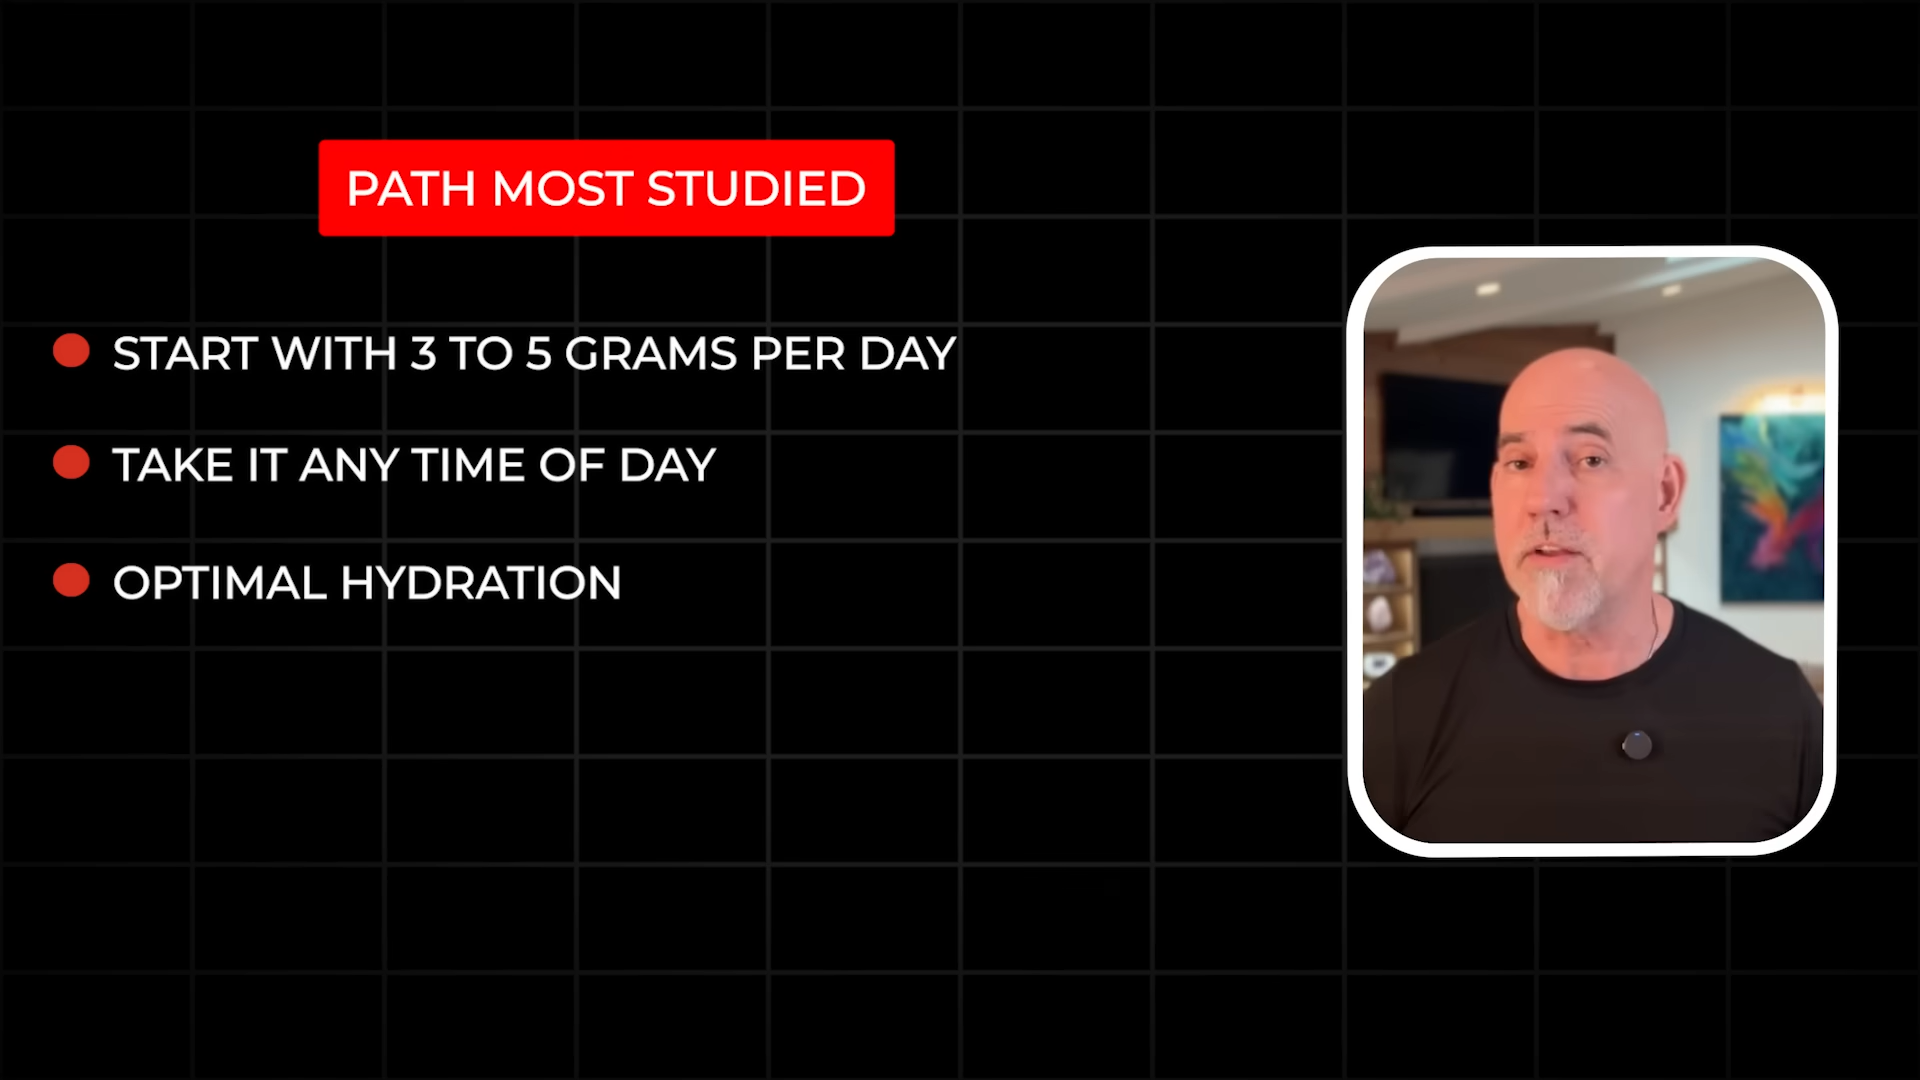 PATH MOST STUDIED
START WITH 3 TO 5 GRAMS PER DAY
TAKE IT ANY TIME OF DAY
OPTIMAL HYDRATION